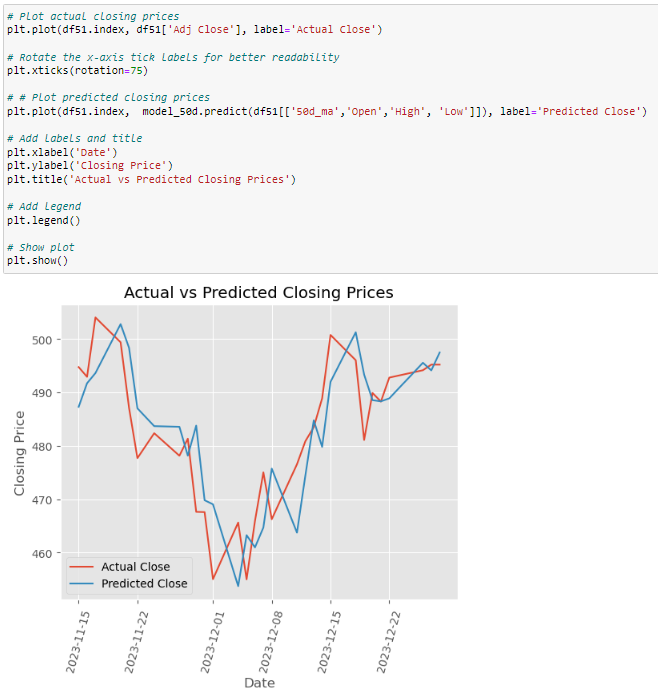 # Plot actual closing prices
plt.plot(df51.index, df51['Adj Close'], label='Actual Close')
# Rotate the x-axis tick labels for better readability
plt.xticks(rotation=75)
# # Plot predicted closing prices
plt.plot(df51.index,  model_50d.predict(df51[['50d_ma','Open','High', 'Low']]), label='Predicted Close')
# Add labels and title
plt.xlabel('Date')
plt.ylabel('Closing Price')
plt.title('Actual vs Predicted Closing Prices')
# Add legend
plt.legend()
# Show plot
plt.show()
Actual vs Predicted Closing Prices
500
490
480
470
460
Closing Price
Actual Close
Predicted Close
2023-11-15
2023-11-22
2023-12-01
2023-12-08
2023-12-15
2023-12-22
Date